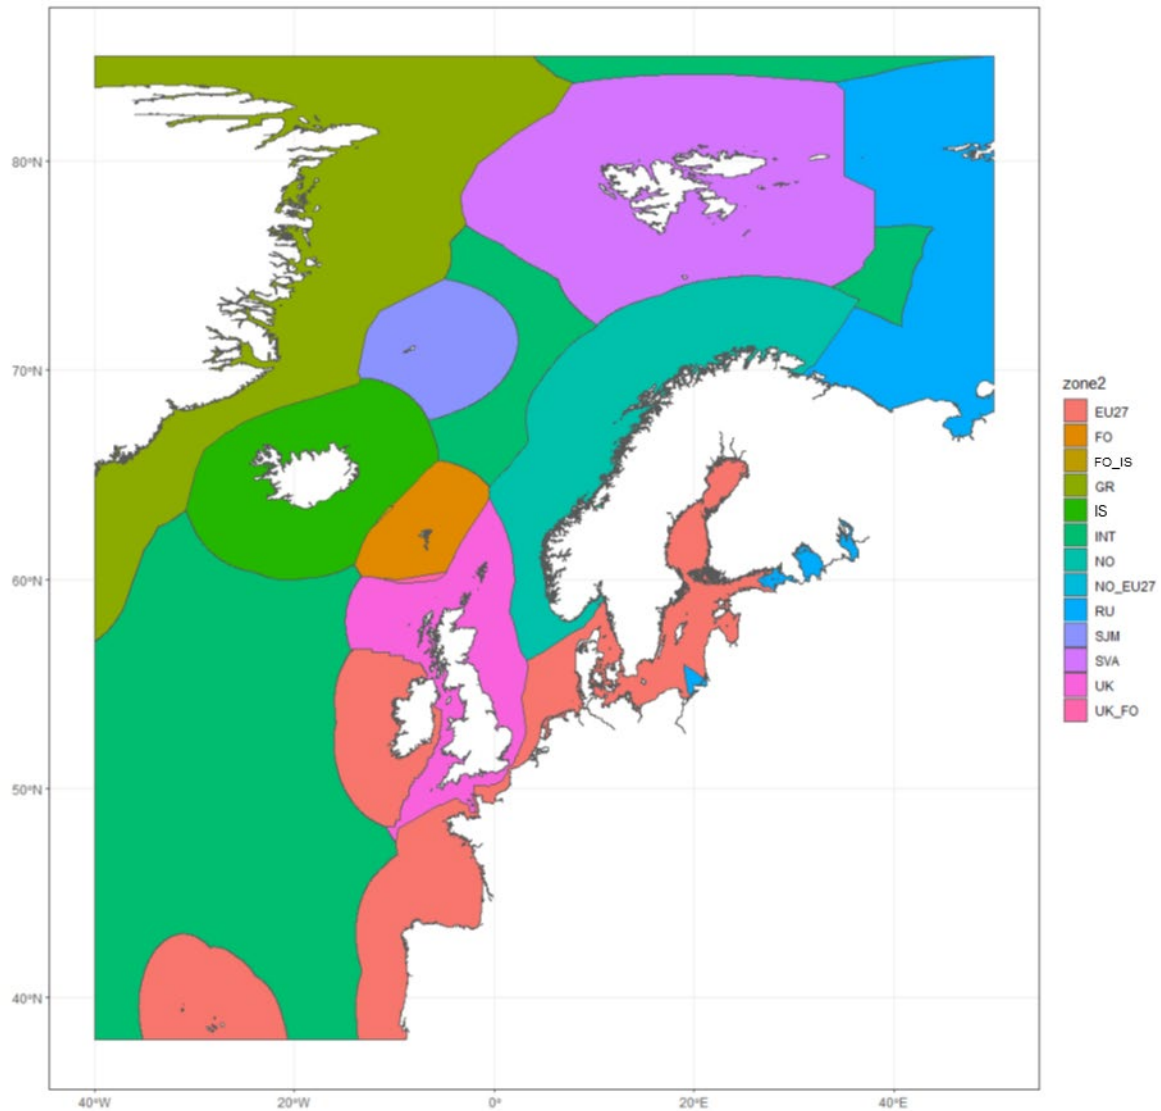 80°N
70°N
60°N
50°N
40°N
40°W
20°W
0°
20°E
40°E
zone2
EU27
FO
FO_IS
GR
IS
INT
NO
NO_EU27
RU
SJM
SVA
UK
UK_FO